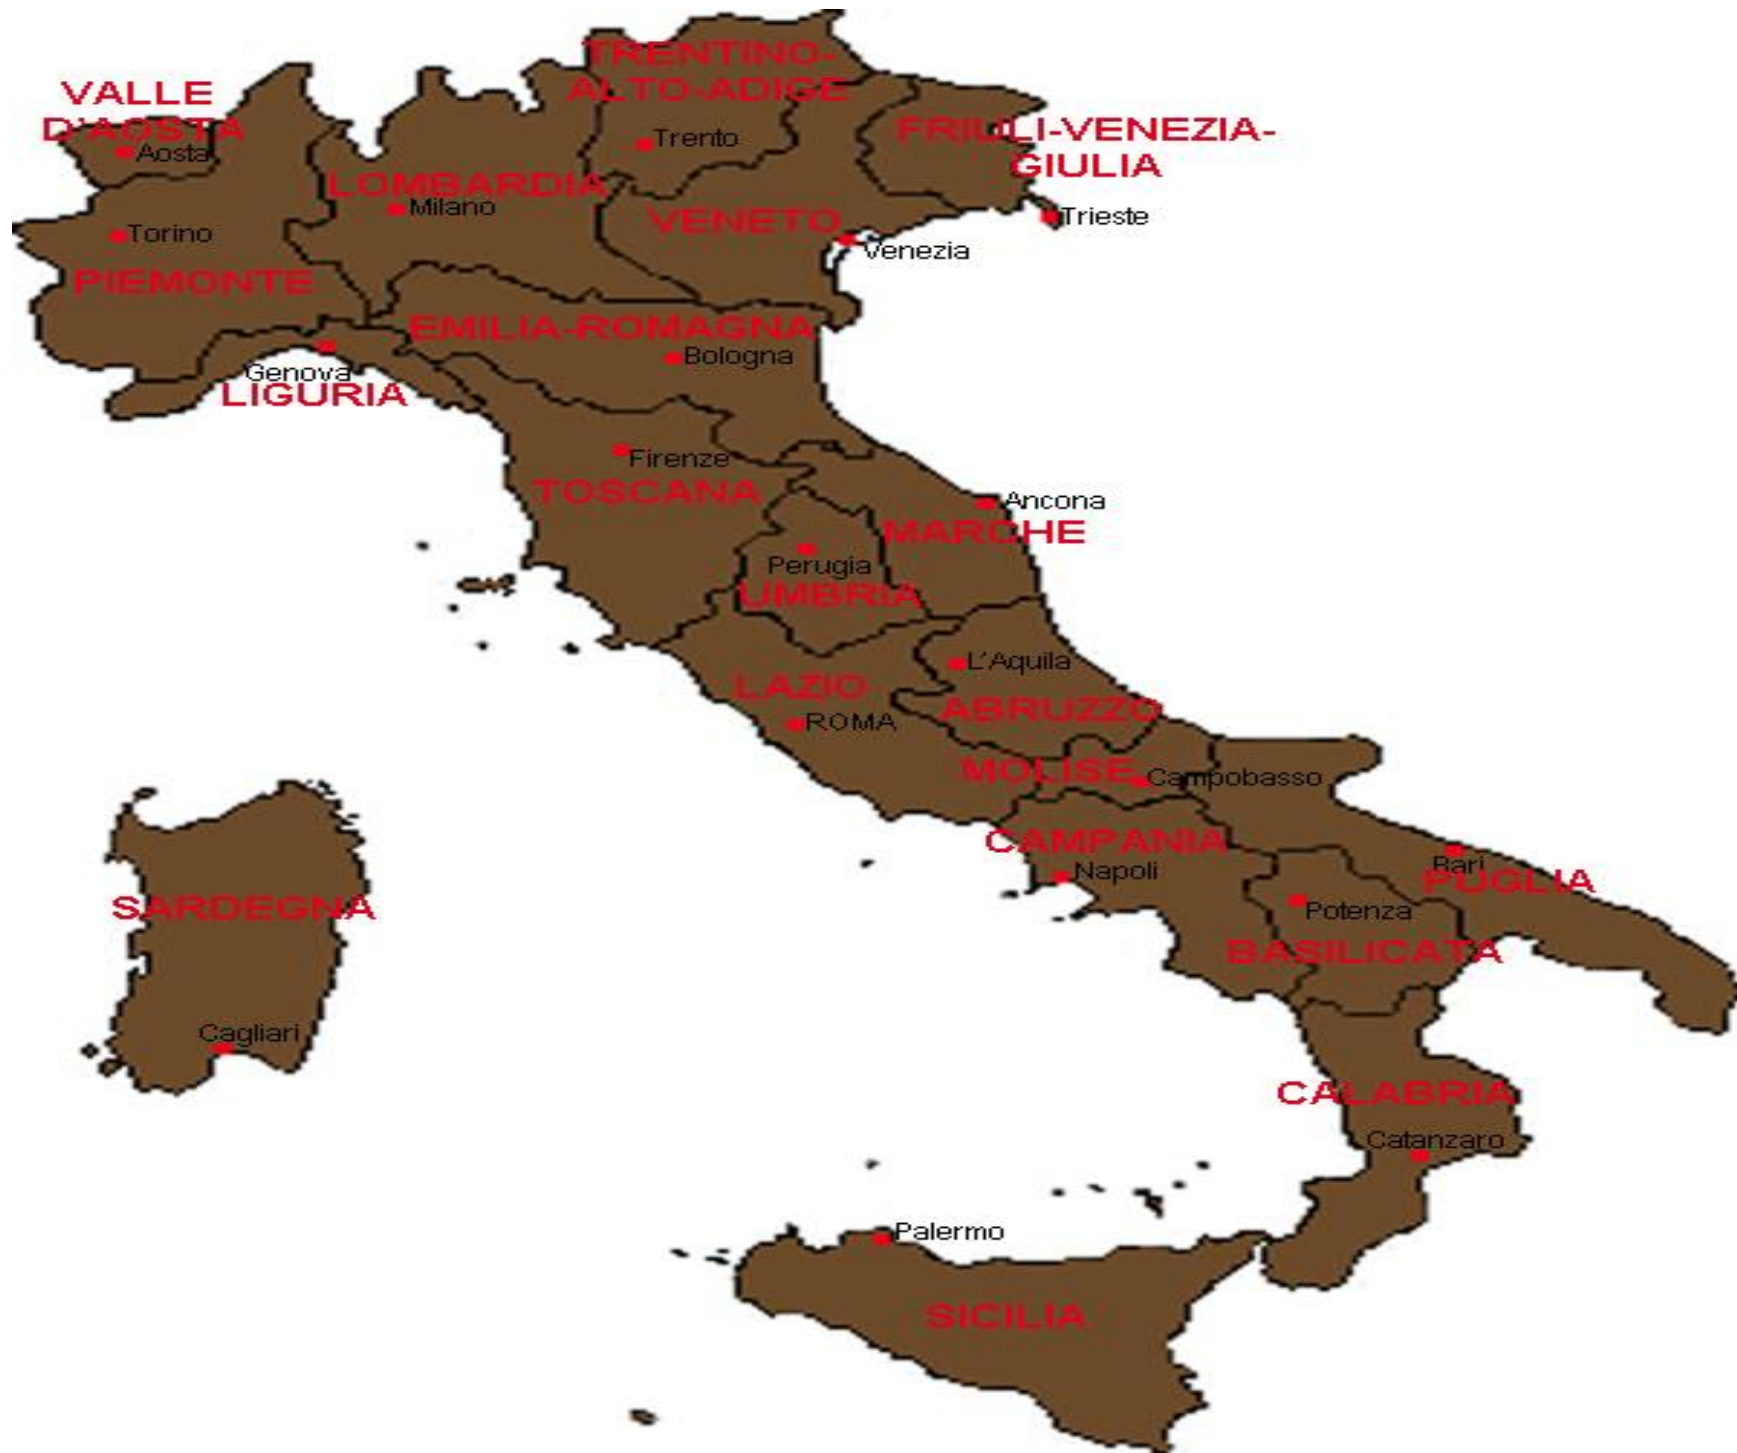 TRENTINO-
ALTO-ADIGE
VALLE
D'AOSTA
FRIULI-VENEZIA-
GIULIA
Aosta
Trento
LOMBARDIA
Milano
VENETO
Trieste
Torino
Venezia
PIEMONTE
EMILIA-ROMAGNA
Bologna
Genova
LIGURIA
Firenze
TOSCANA
Ancona
MARCHE
Perugia
UMBRIA
L'Aquila
LAZIO
ABRUZZO
ROMA
MOLISE
Campobasso
CAMPANIA
Napoli
Bari
PUGLIA
SARDEGNA
Potenza
BASILICATA
Cagliari
CALABRIA
Catanzaro
Palermo
SICILIA